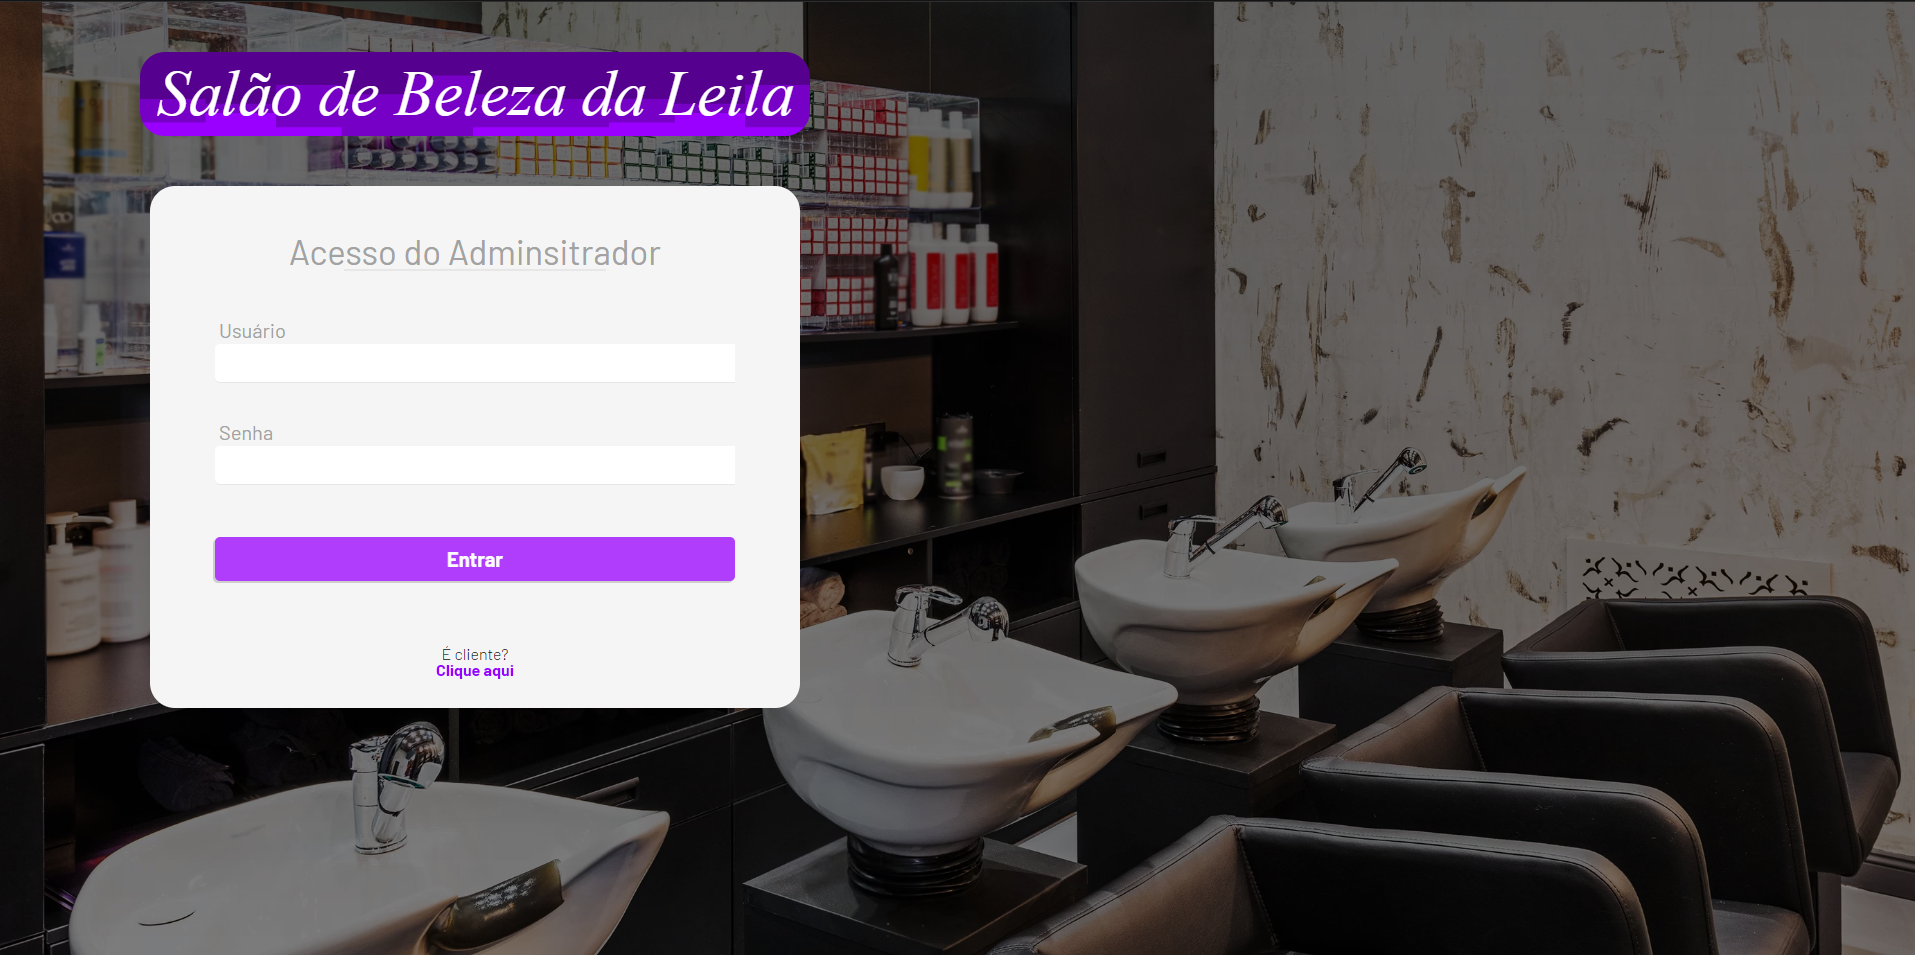 Salão de Beleza da Leila
Acesso do Adminsitrador
Usuário
Senha
Entrar
É cliente?
Clique aqui